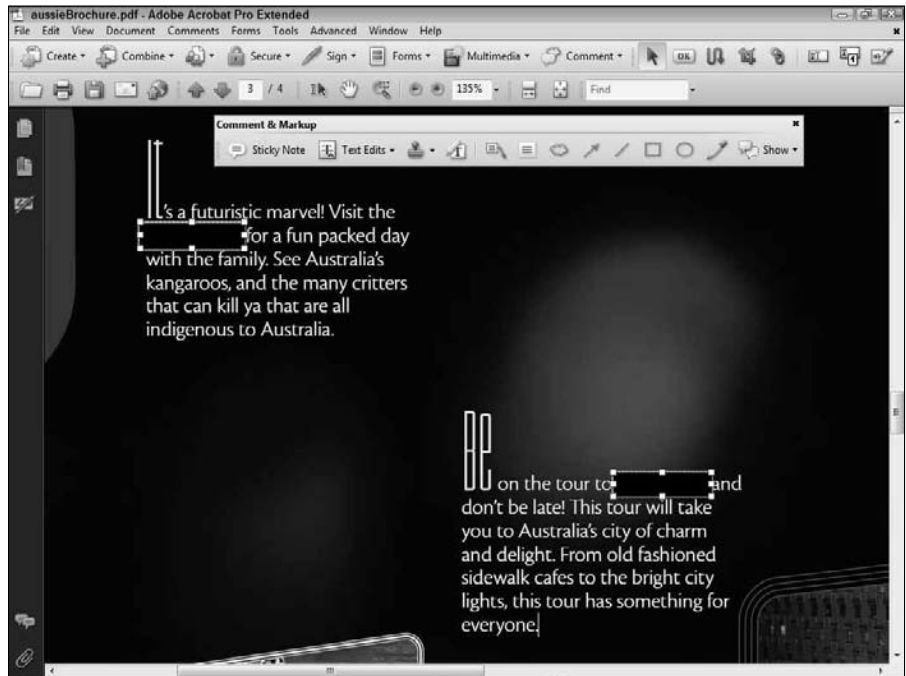 aussieBrochure.pdf - Adobe Acrobat Pro Extended
File Edit View Document Comments Forms Tools Advanced Window Help
Create Combine Secure Sign Forms Multimedia Comment OK
3 / 4 135% Find
Comment & Markup
Sticky Note Text Edits Show
It's a futuristic marvel! Visit the
for a fun packed day
with the family. See Australia's
kangaroos, and the many critters
that can kill ya that are all
indigenous to Australia.
Be on the tour to and
don't be late! This tour will take
you to Australia's city of charm
and delight. From old fashioned
sidewalk cafes to the bright city
lights, this tour has something for
everyone.